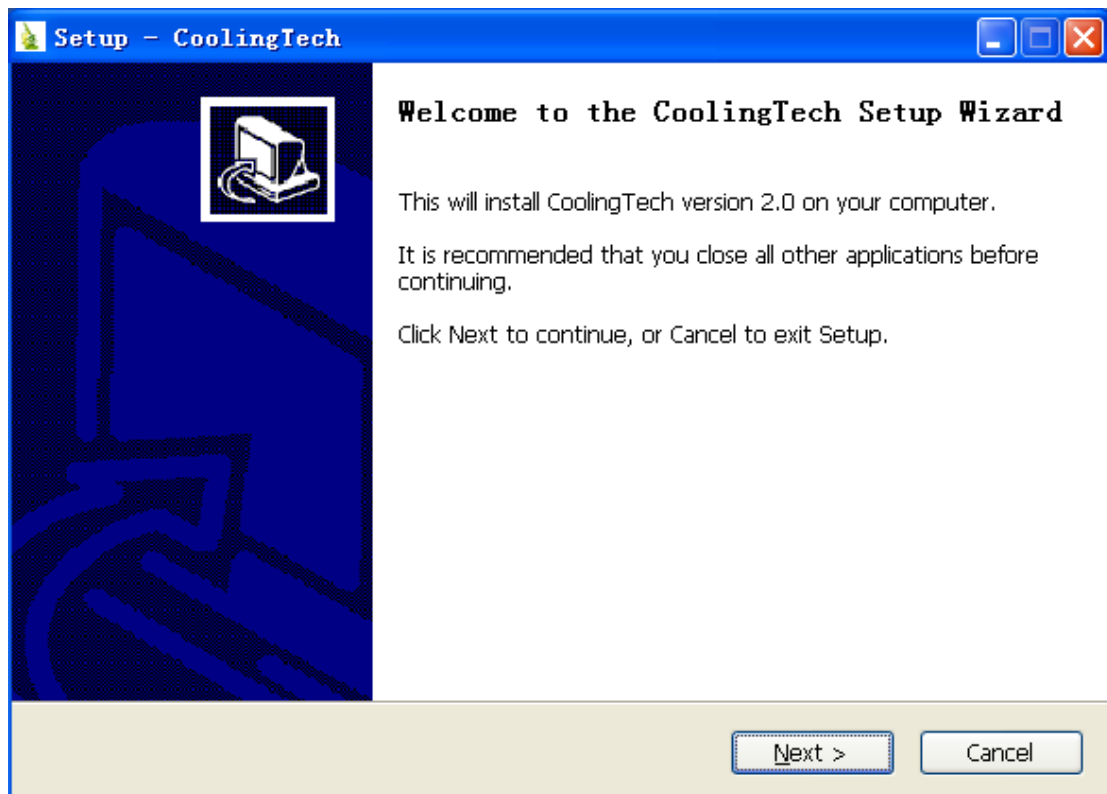 Setup - CoolingTech
Welcome to the CoolingTech Setup Wizard
This will install CoolingTech version 2.0 on your computer.
It is recommended that you close all other applications before
continuing.
Click Next to continue, or Cancel to exit Setup.
Next >
Cancel